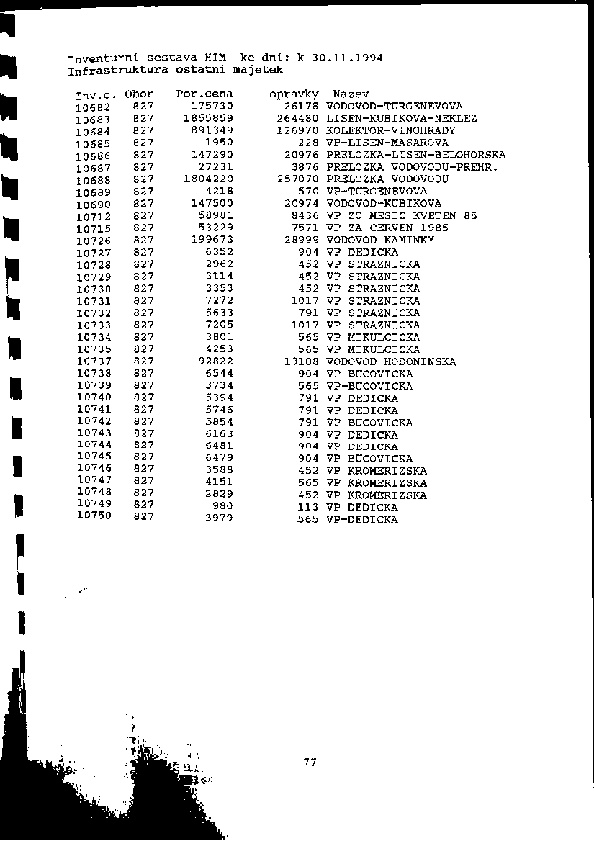 Inventurni sestava HIM ke dni: k 30.11.1994
Infrastruktura ostatni majetek
Inv.c. Obor Por.cena opravky Nazev
10682 827 175730 26178 VODOVOD-TURGENEVOVA
10683 827 1855859 264480 LISEN-KUBIKOVA-NEKLEZ
10684 827 891349 126970 KOLEKTOR-VINOHRADY
10685 827 1950 228 VP-LISEN-MASAROVA
10686 827 147290 20976 PRELOZKA-LISEN-BELOHORSKA
10687 827 27231 3876 PRELOZKA VODOVODU-PREHR.
10688 827 1804220 257070 PRELOZKA VODOVODU
10689 827 4218 570 VP-TURGENEVOVA
10690 827 147500 20974 VODOVOD-KUBIKOVA
10712 827 58981 8436 VP ZC MESIC KVETEN 85
10715 827 53229 7571 VP ZA CERVEN 1985
10726 827 199673 28999 VODOVOD KAMINKY
10727 827 6352 904 VP DEDICKA
10728 827 2962 452 VP STRAZNICKA
10729 827 3114 452 VP STRAZNICKA
10730 827 3353 452 VP STRAZNICKA
10731 827 7272 1017 VP STRAZNICKA
10732 827 5633 791 VP STRAZNICKA
10733 827 7205 1017 VP STRAZNICKA
10734 827 3801 565 VP MIKULCICKA
10735 827 4253 565 VP MIKULCICKA
10737 827 92822 13108 VODOVOD HODONINSKA
10738 827 6544 904 VP BUCOVICKA
10739 827 3734 565 VP-BUCOVICKA
10740 827 5354 791 VP DEDICKA
10741 827 5746 791 VP DEDICKA
10742 827 5854 791 VP BUCOVICKA
10743 827 6163 904 VP DEDICKA
10744 827 6481 904 VP DEDICKA
10745 827 6479 904 VP BUCOVICKA
10746 827 3588 452 VP KROMERIZSKA
10747 827 4151 565 VP KROMERIZSKA
10748 827 2829 452 VP KROMERIZSKA
10749 827 980 113 VP DEDICKA
10750 827 3979 565 VP-DEDICKA
77